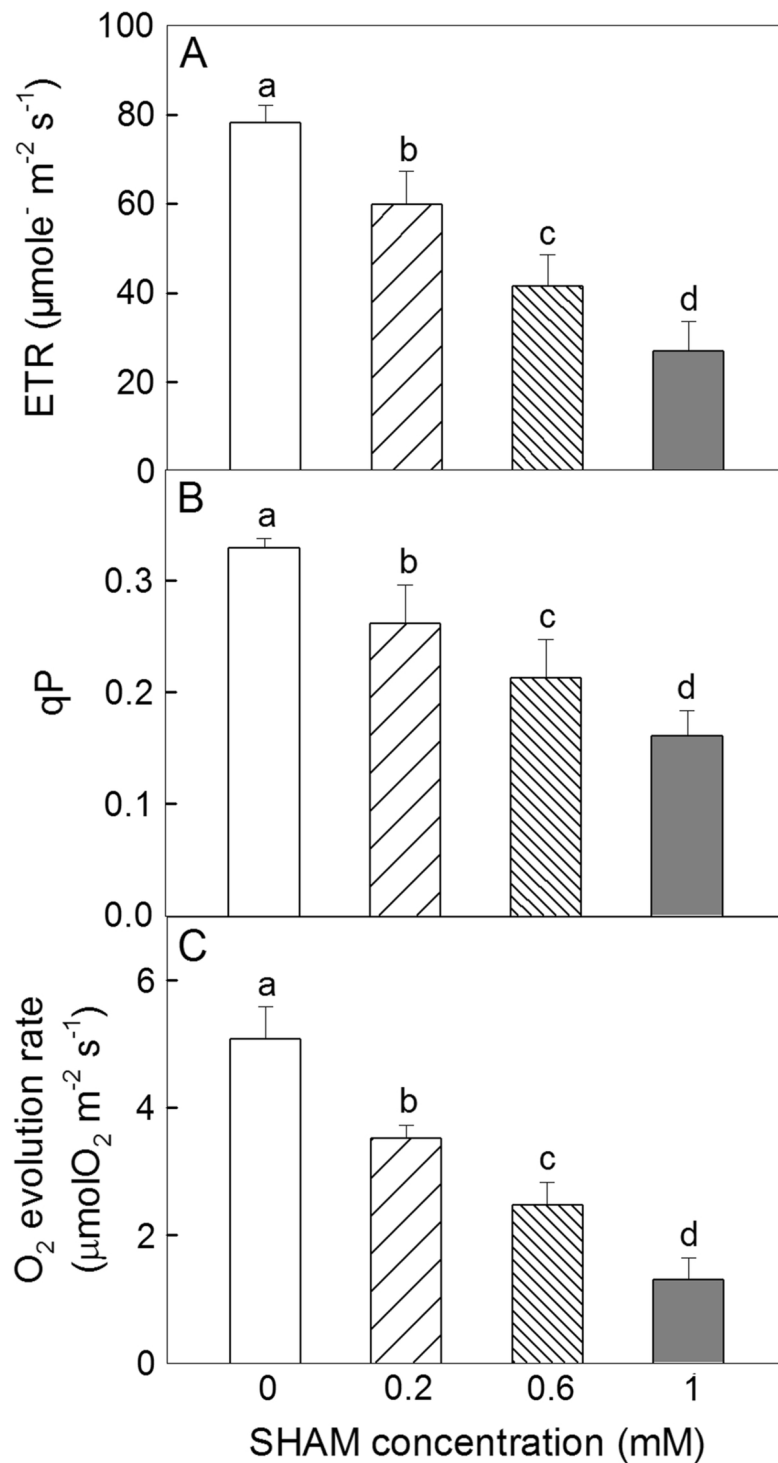 A
100
80
60
40
20
0
ETR (µmole⁻ m⁻² s⁻¹)
a
b
c
d
B
0.3
0.2
0.1
0.0
qP
a
b
c
d
C
6
4
2
0
O₂ evolution rate
(µmolO₂ m⁻² s⁻¹)
a
b
c
d
0 0.2 0.6 1
SHAM concentration (mM)